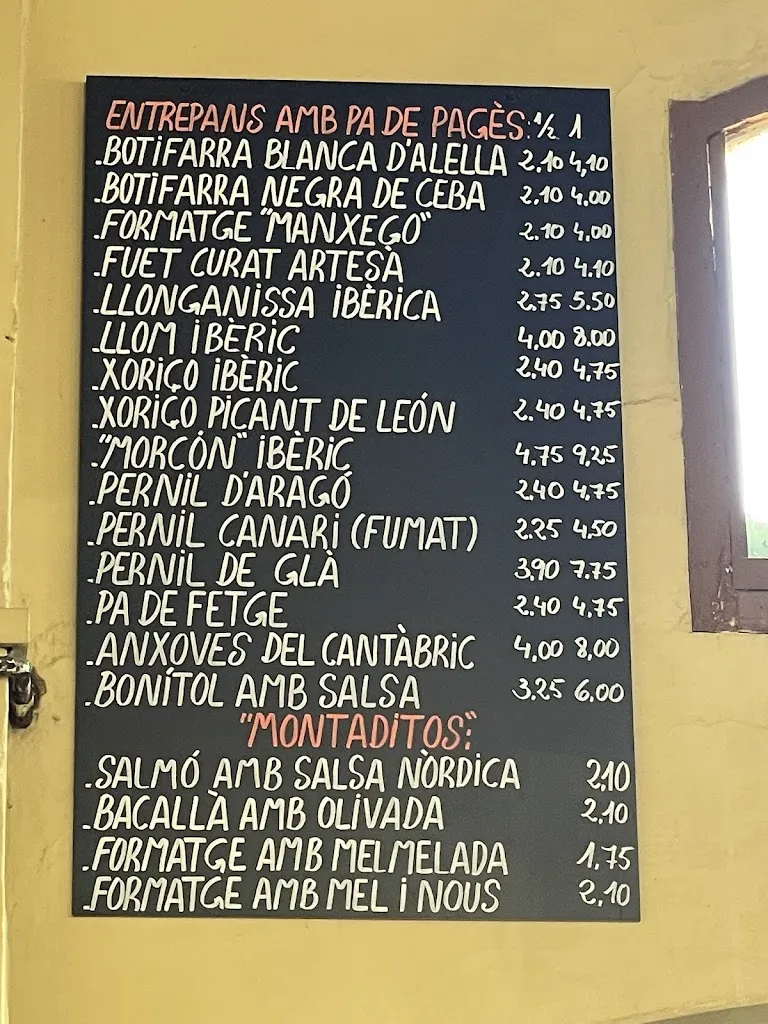 ENTREPANS AMB PA DE PAGÈS: ½ 1
.BOTIFARRA BLANCA D'ALELLA 2,10 4,10
.BOTIFARRA NEGRA DE CEBA 2,10 4.00
.FORMATGE "MANXEGO" 2.10 4,00
.FUET CURAT ARTESÀ 2.10 4.10
.LLONGANISSA IBÈRICA 2,75 5.50
.LLOM IBÈRIC 4,00 8.00
.XORIÇO IBÈRIC 2,40 4,75
.XORIÇO PICANT DE LEÓN 2.40 4.75
."MORCÓN" IBÈRIC 4,75 9,25
.PERNIL D'ARAGÓ 2,40 4,75
.PERNIL CANARI (FUMAT) 2.25 4,50
.PERNIL DE GLÀ 3,90 7.75
.PA DE FETGE 2.40 4,75
.ANXOVES DEL CANTÀBRIC 4,00 8,00
.BONÍTOL AMB SALSA 3,25 6,00
"MONTADITOS":
.SALMÓ AMB SALSA NÒRDICA 2,10
.BACALLÀ AMB OLIVADA 2.10
.FORMATGE AMB MELMELADA 1,75
.FORMATGE AMB MEL I NOUS 2,10